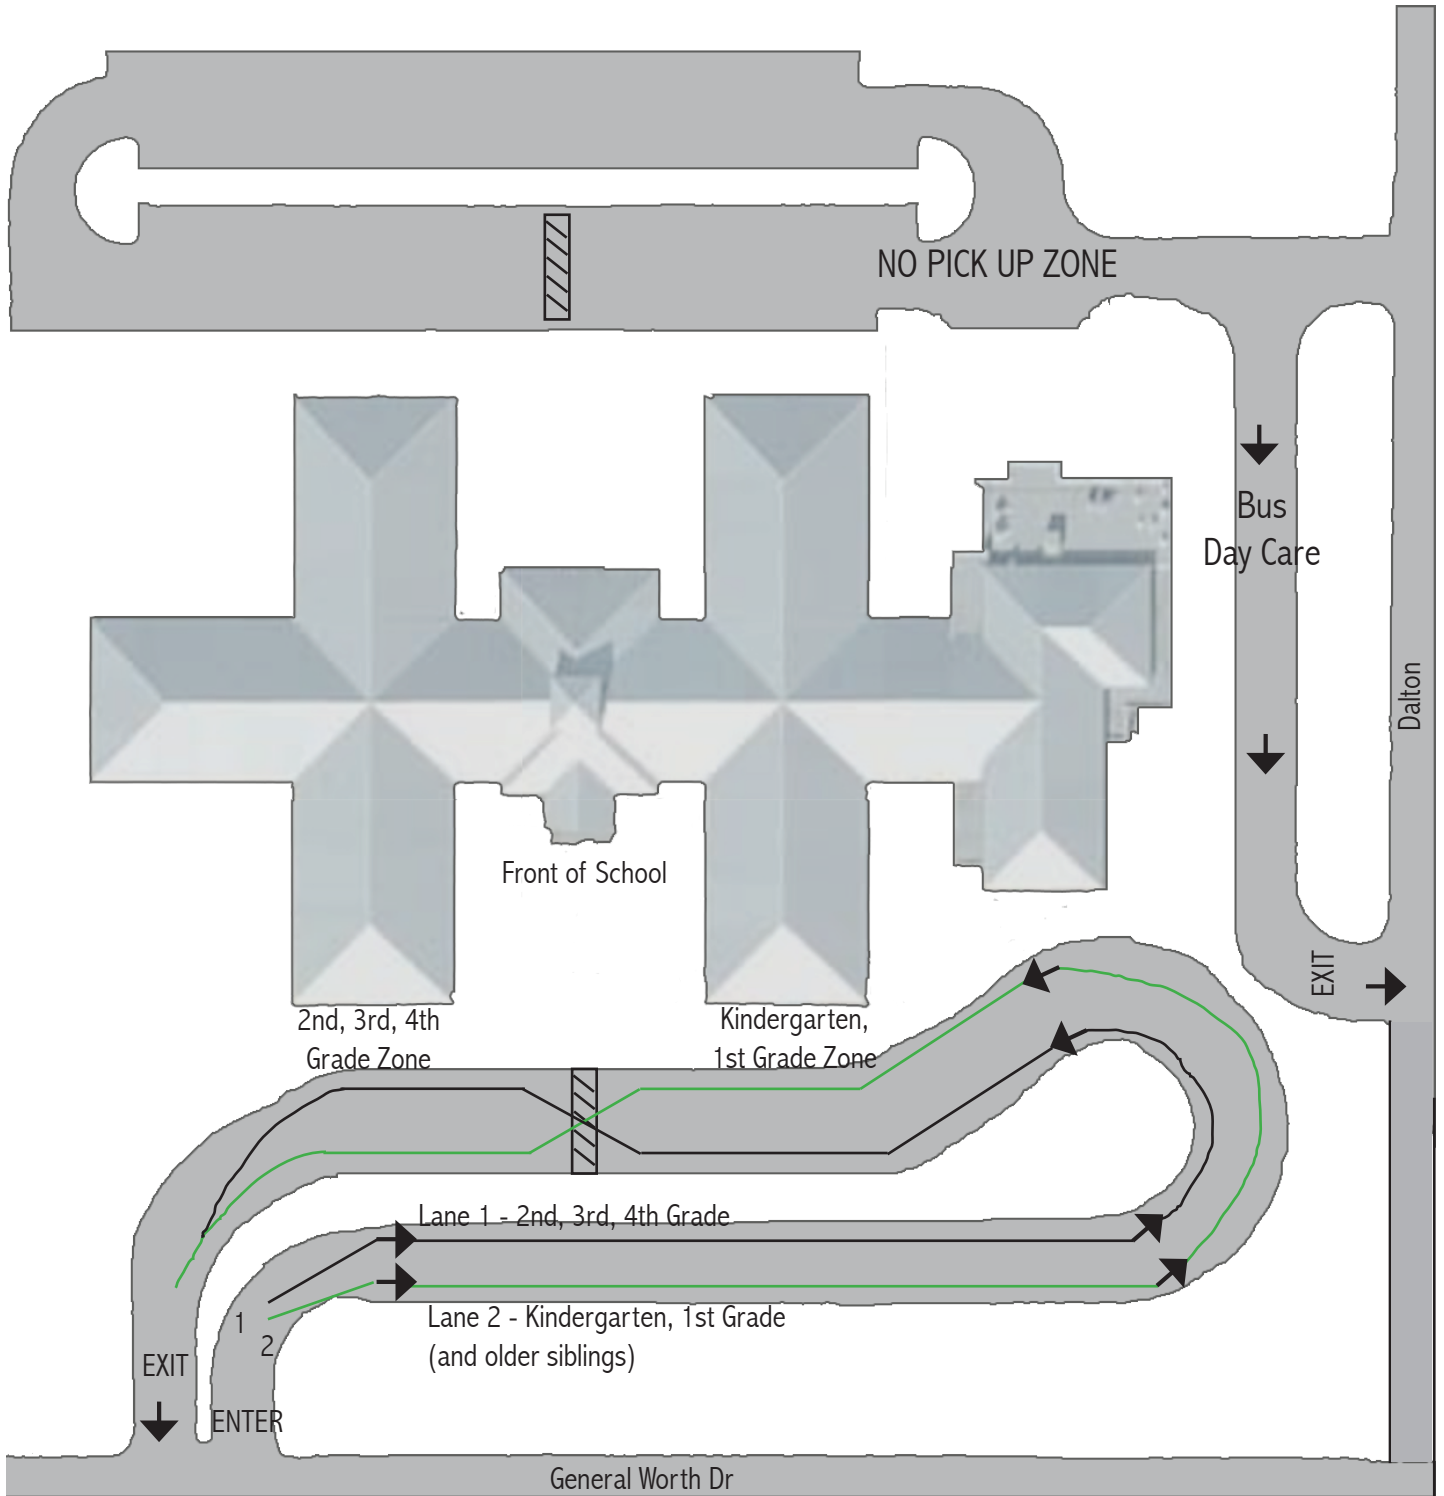 NO PICK UP ZONE
Bus
Day Care
Dalton
Front of School
EXIT
2nd, 3rd, 4th
Grade Zone
Kindergarten,
1st Grade Zone
Lane 1 - 2nd, 3rd, 4th Grade
Lane 2 - Kindergarten, 1st Grade
(and older siblings)
1
2
EXIT
ENTER
General Worth Dr